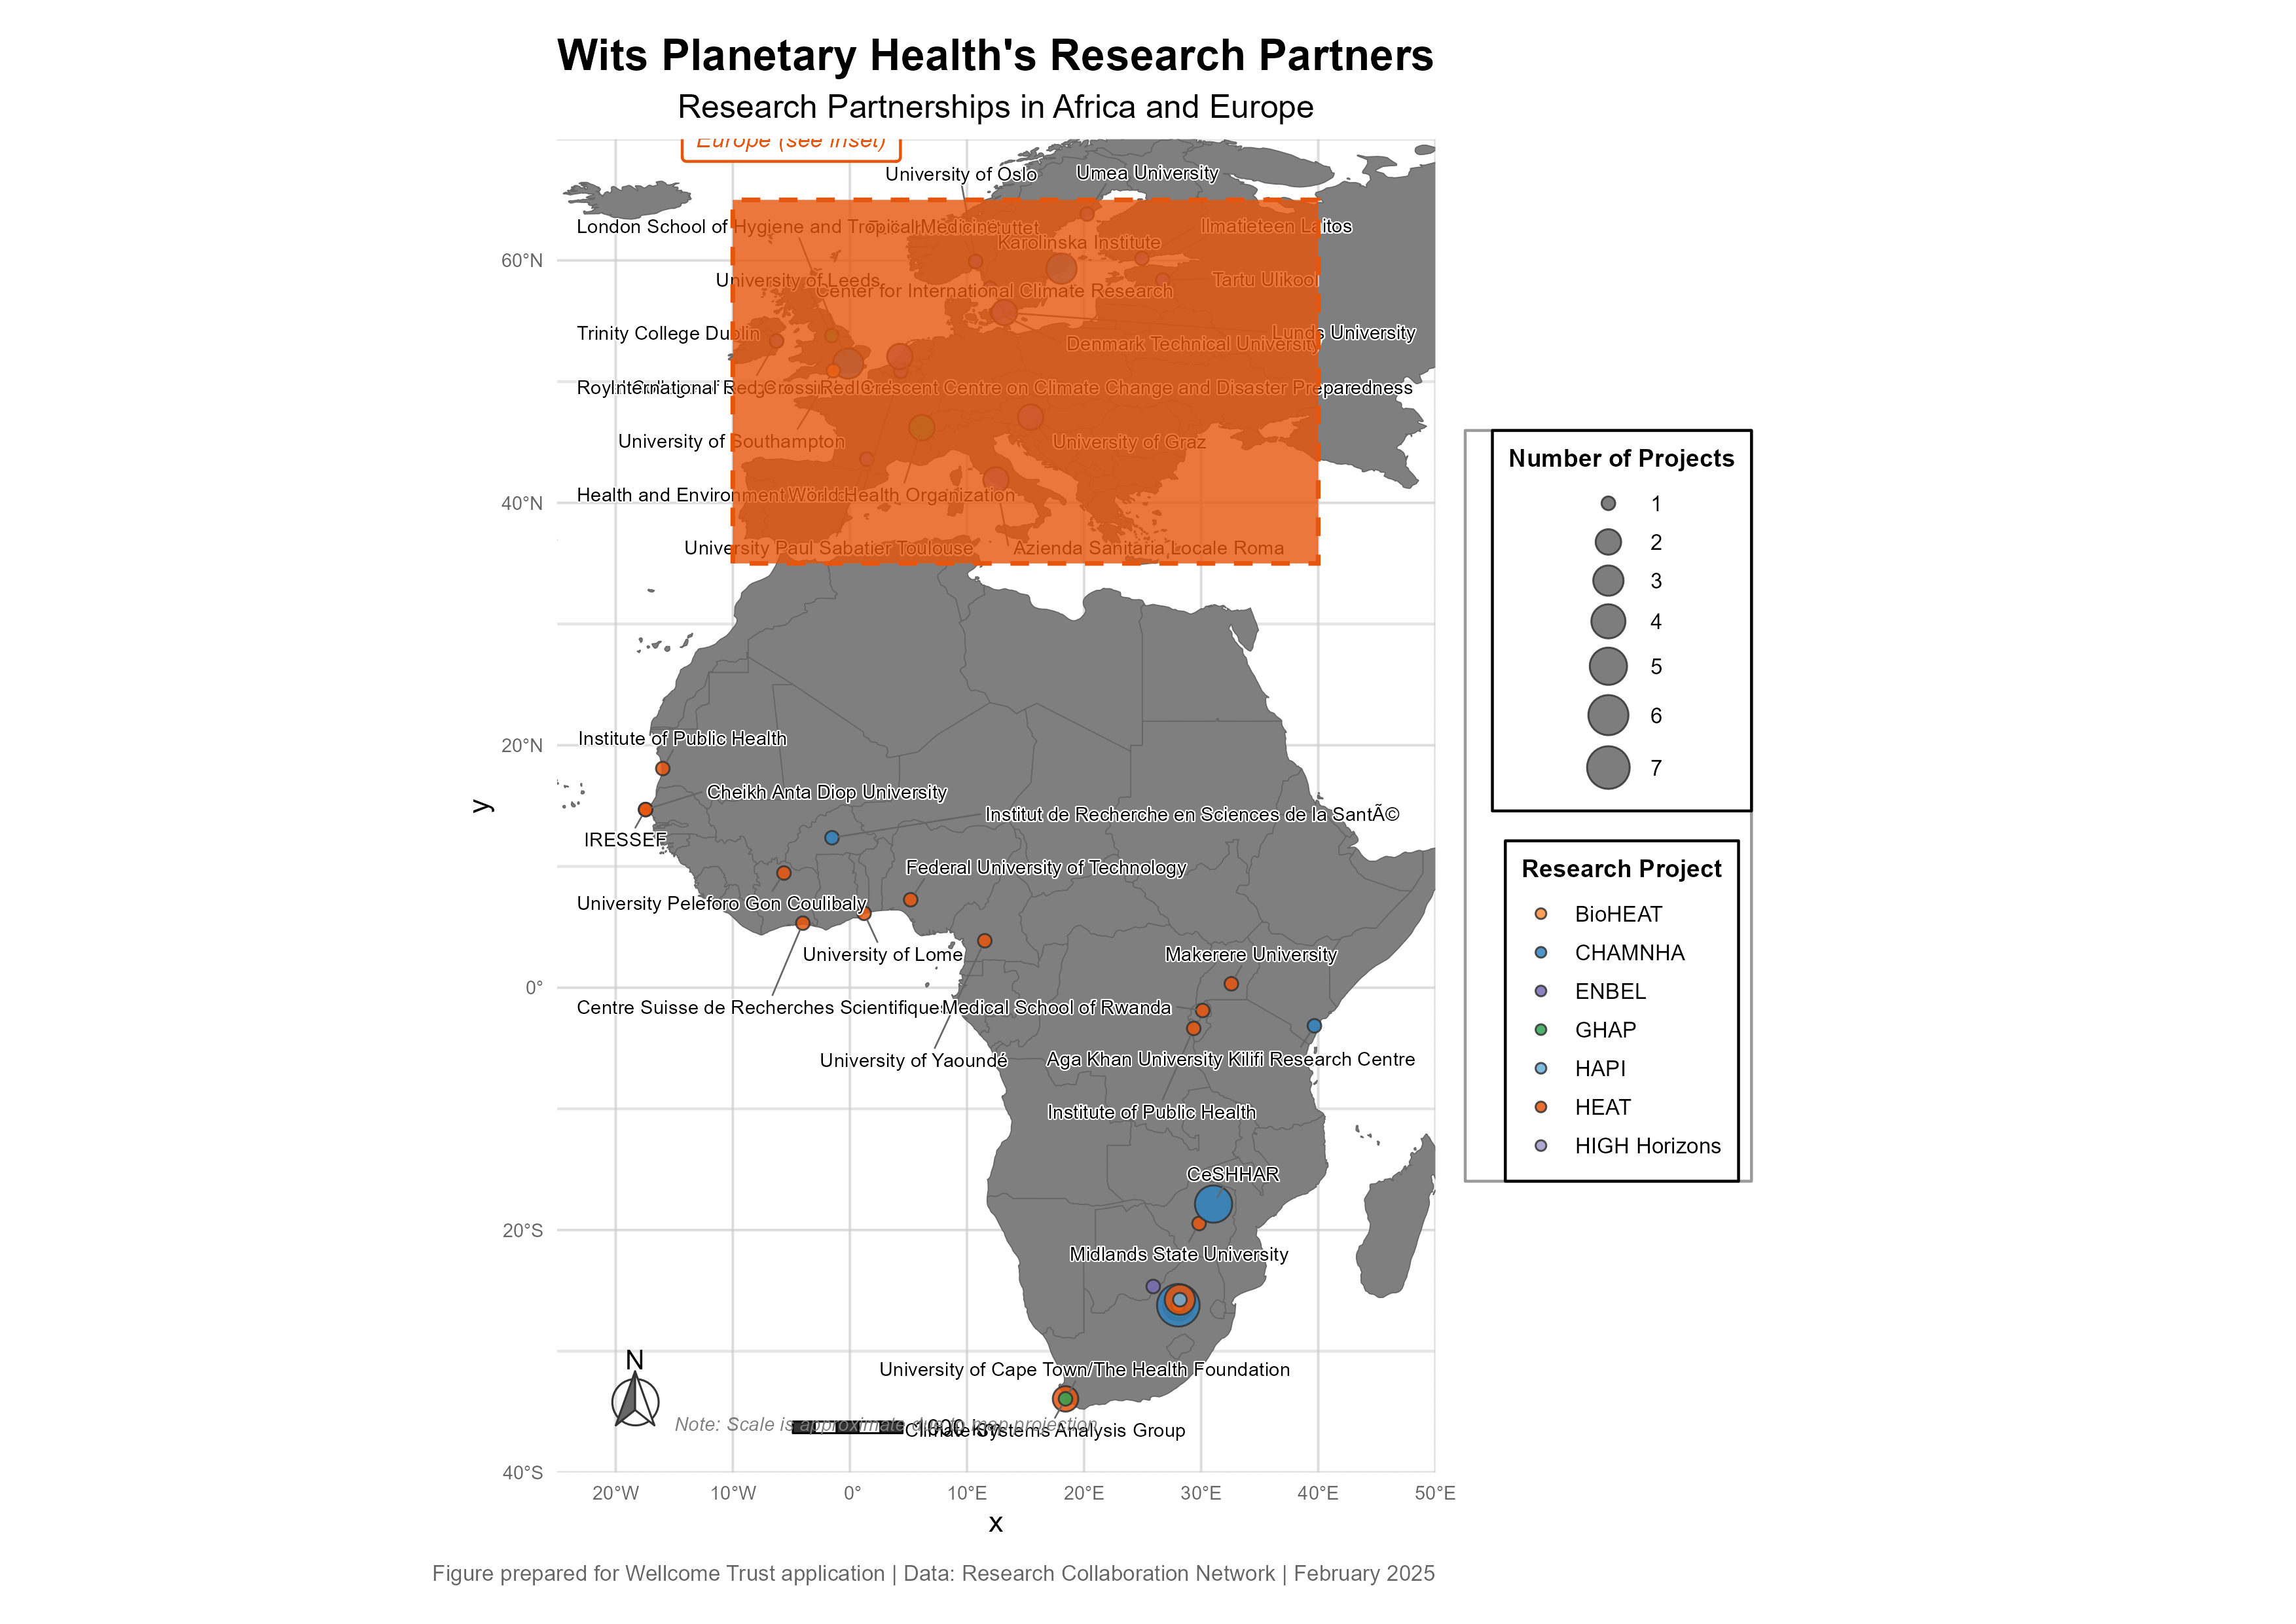 Wits Planetary Health's Research Partners
Research Partnerships in Africa and Europe
Europe (see inset)
University of Oslo
Umea University
London School of Hygiene and Tropical Medicine
Ilmatieteen Laitos
Karolinska Institute
University of Leeds
Tartu Ulikool
Center for International Climate Research
Trinity College Dublin
Lunds University
Denmark Technical University
International Red Cross Red Crescent Centre on Climate Change and Disaster Preparedness
University of Southampton
University of Graz
Health and Environment
World Health Organization
University Paul Sabatier Toulouse
Azienda Sanitaria Locale Roma
Institute of Public Health
Cheikh Anta Diop University
Institut de Recherche en Sciences de la SantÃ©
IRESSEF
Federal University of Technology
University Peleforo Gon Coulibaly
University of Lome
Makerere University
Centre Suisse de Recherches Scientifiques
Medical School of Rwanda
University of Yaoundé
Aga Khan University Kilifi Research Centre
Institute of Public Health
CeSHHAR
Midlands State University
University of Cape Town/The Health Foundation
N
Note: Scale is approximate due to map projection
1000 km
Climate Systems Analysis Group
60°N
40°N
20°N
0°
20°S
40°S
y
20°W 10°W 0° 10°E 20°E 30°E 40°E 50°E
x
Number of Projects
1
2
3
4
5
6
7
Research Project
BioHEAT
CHAMNHA
ENBEL
GHAP
HAPI
HEAT
HIGH Horizons
Figure prepared for Wellcome Trust application | Data: Research Collaboration Network | February 2025